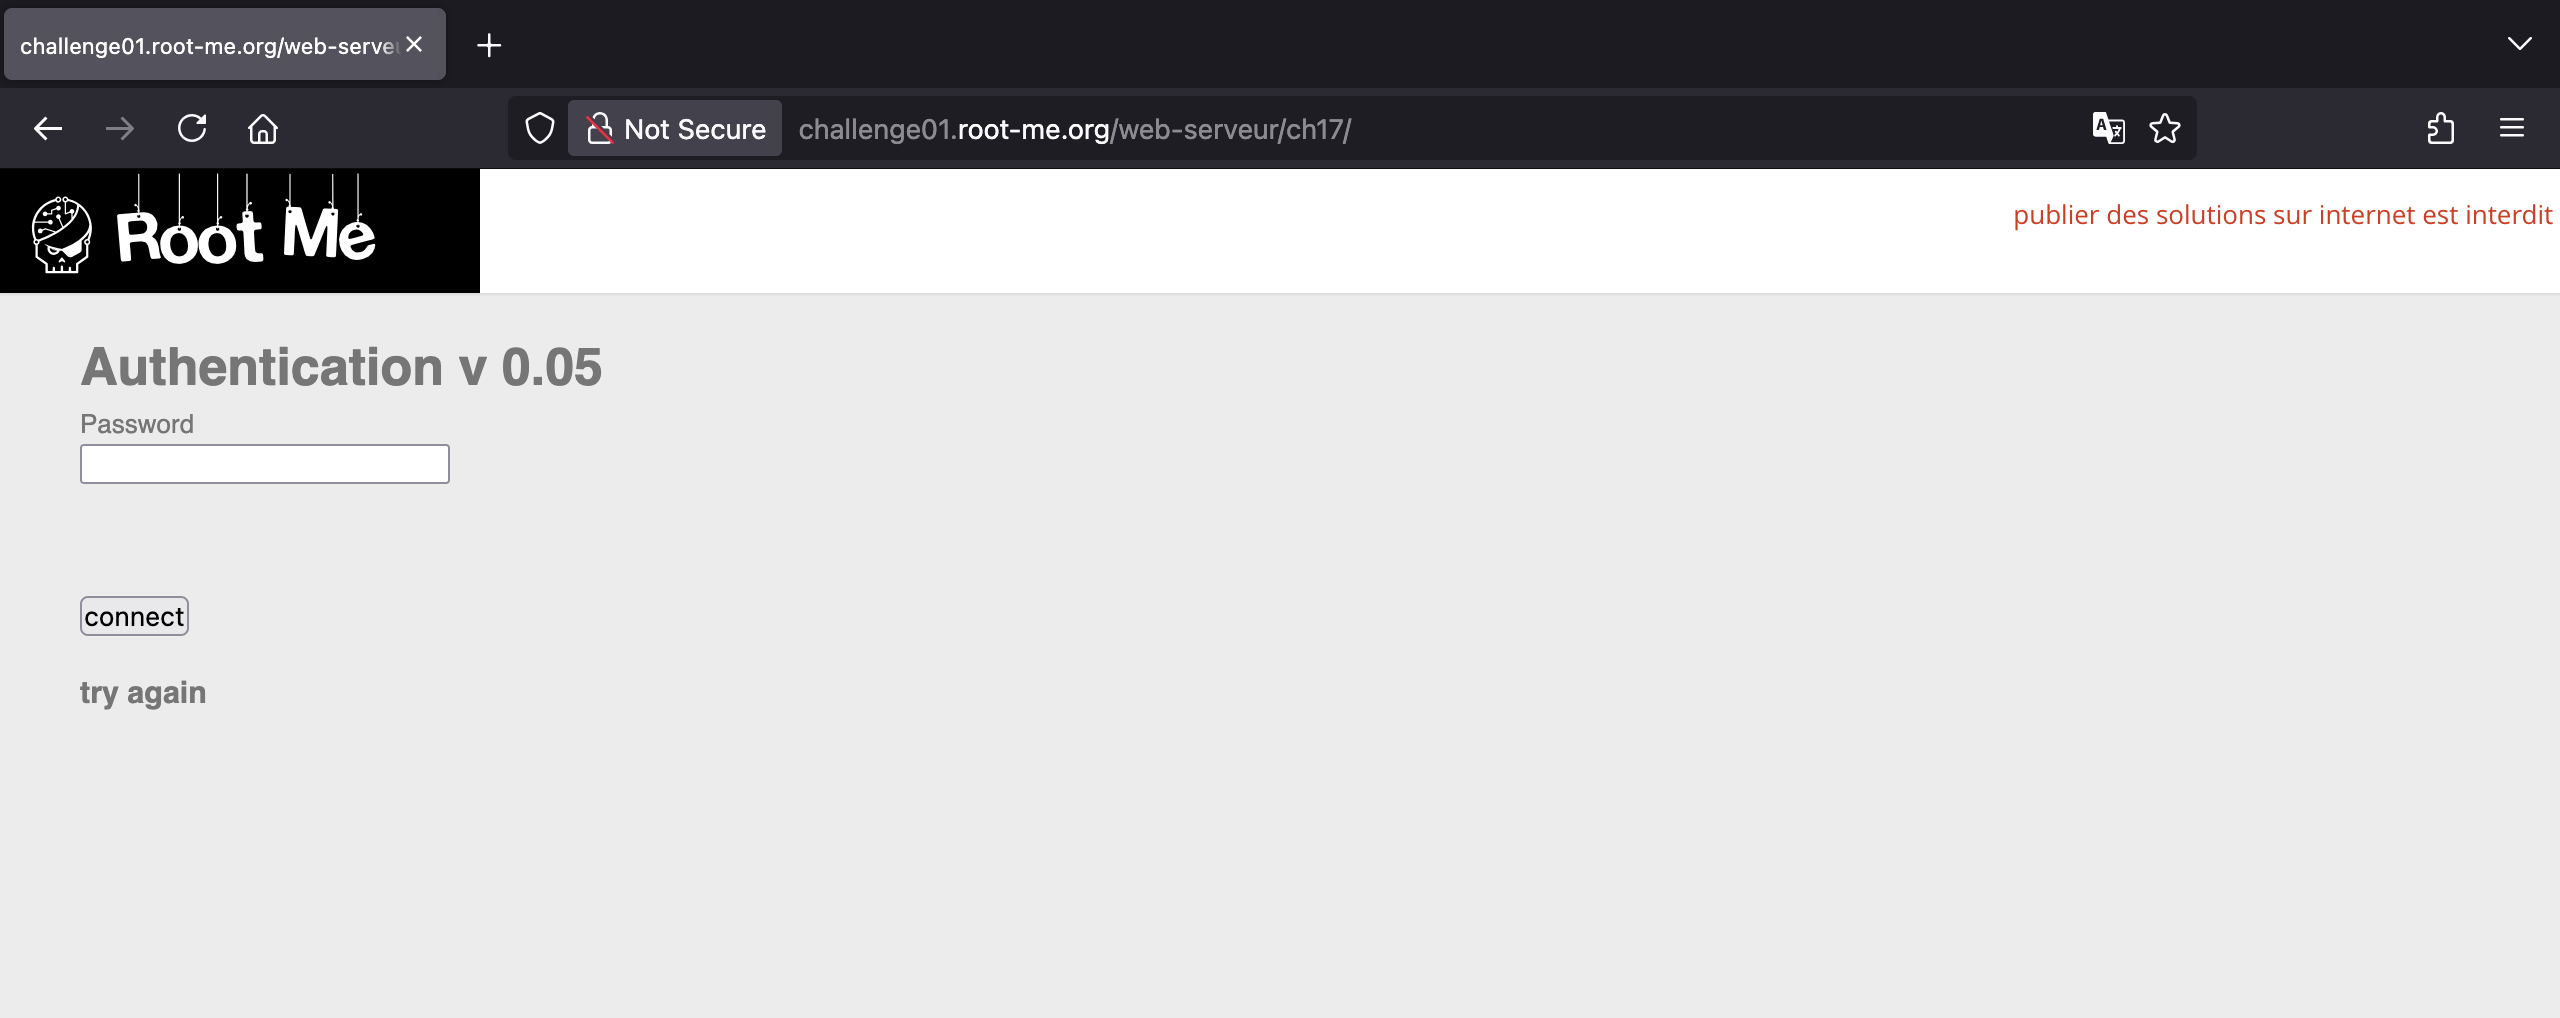 challenge01.root-me.org/web-serveu
Not Secure
challenge01.root-me.org/web-serveur/ch17/
Root Me
publier des solutions sur internet est interdit
Authentication v 0.05
Password
connect
try again